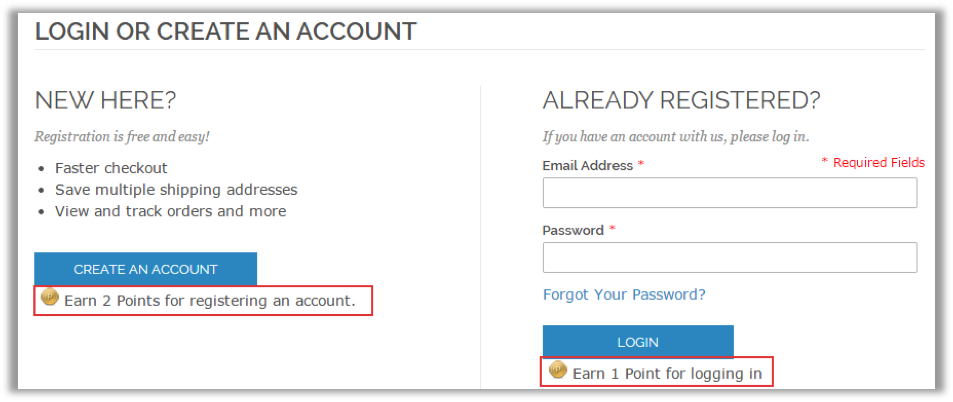 LOGIN OR CREATE AN ACCOUNT
NEW HERE?
Registration is free and easy!
• Faster checkout
• Save multiple shipping addresses
• View and track orders and more
CREATE AN ACCOUNT
Earn 2 Points for registering an account.
ALREADY REGISTERED?
If you have an account with us, please log in.
* Required Fields
Email Address *
Password *
Forgot Your Password?
LOGIN
Earn 1 Point for logging in